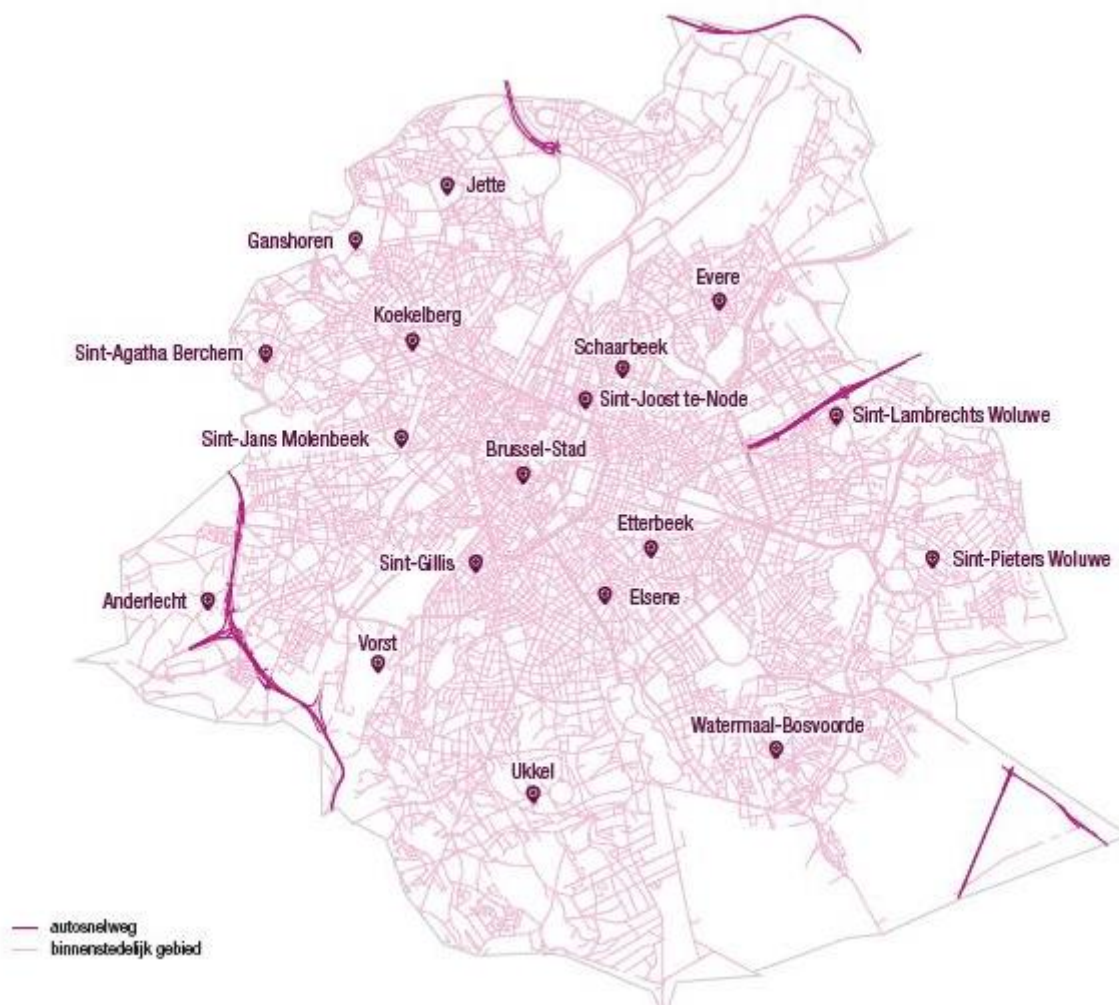 Jette
Ganshoren
Evere
Koekelberg
Schaarbeek
Sint-Agatha Berchem
Sint-Joost te-Node
Sint-Lambrechts Woluwe
Sint-Jans Molenbeek
Brussel-Stad
Etterbeek
Sint-Gillis
Sint-Pieters Woluwe
Anderlecht
Elsene
Vorst
Watermaal-Bosvoorde
Ukkel
autosnelweg
binnenstedelijk gebied